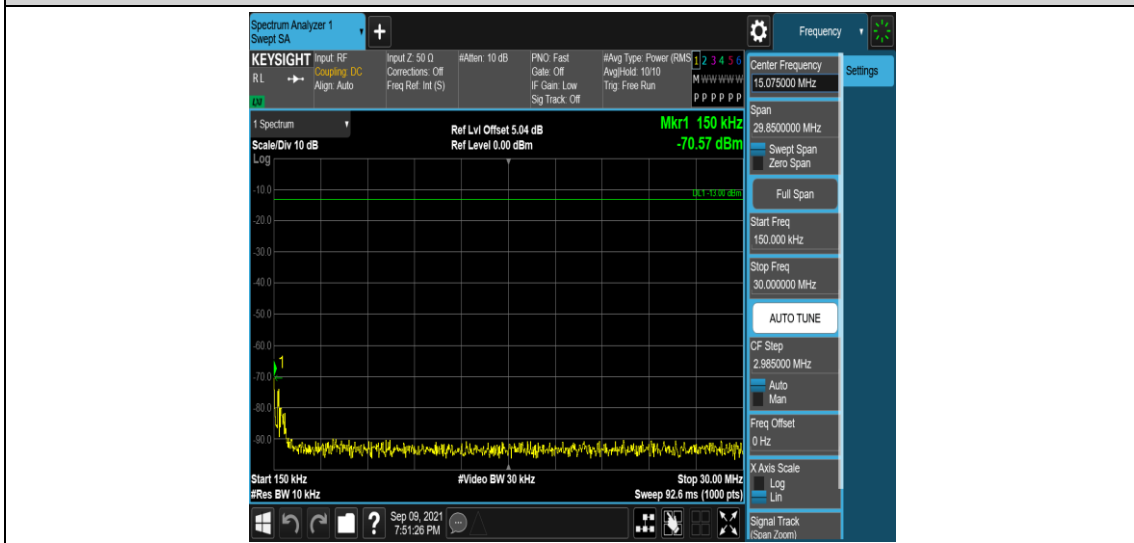 Spectrum Analyzer 1
Swept SA
+
Frequency
KEYSIGHT
RL
LXI
Input: RF
Coupling: DC
Align: Auto
Input Z: 50 Ω
Corrections: Off
Freq Ref: Int (S)
#Atten: 10 dB
PNO: Fast
Gate: Off
IF Gain: Low
Sig Track: Off
#Avg Type: Power (RMS
Avg|Hold: 10/10
Trig: Free Run
1 2 3 4 5 6
M W W W W W
P P P P P P
1 Spectrum
Scale/Div 10 dB
Log
Ref Lvl Offset 5.04 dB
Ref Level 0.00 dBm
Mkr1 150 kHz
-70.57 dBm
DL1 -13.00 dBm
-10.0
-20.0
-30.0
-40.0
-50.0
-60.0
-70.0
-80.0
-90.0
1
Start 150 kHz
#Res BW 10 kHz
#Video BW 30 kHz
Stop 30.00 MHz
Sweep 92.6 ms (1000 pts)
?
Sep 09, 2021
7:51:26 PM
Center Frequency
15.075000 MHz
Span
29.8500000 MHz
Swept Span
Zero Span
Full Span
Start Freq
150.000 kHz
Stop Freq
30.000000 MHz
AUTO TUNE
CF Step
2.985000 MHz
Auto
Man
Freq Offset
0 Hz
X Axis Scale
Log
Lin
Signal Track
(Span Zoom)
Settings